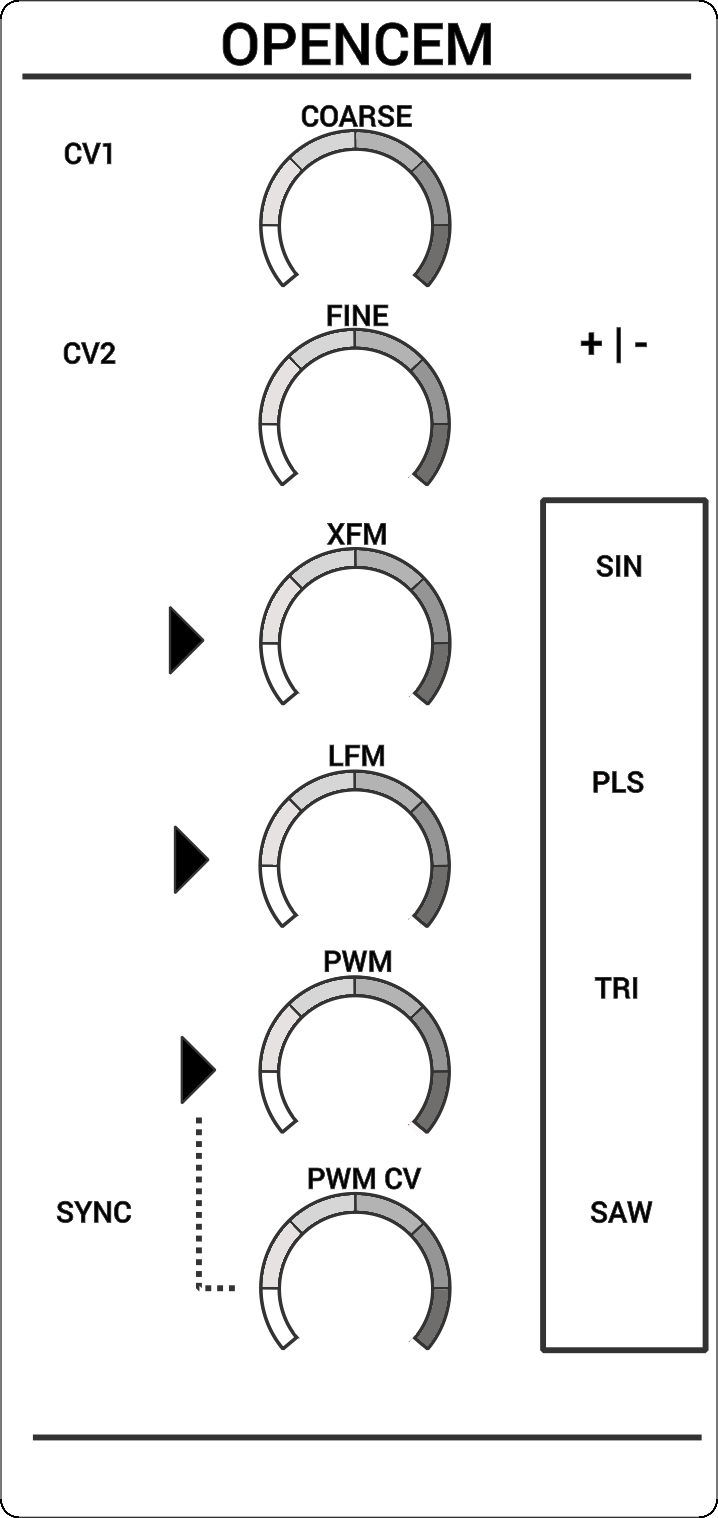 OPENCEM
COARSE
CV1
FINE
CV2
+ | -
XFM
SIN
LFM
PLS
PWM
TRI
PWM CV
SYNC
SAW